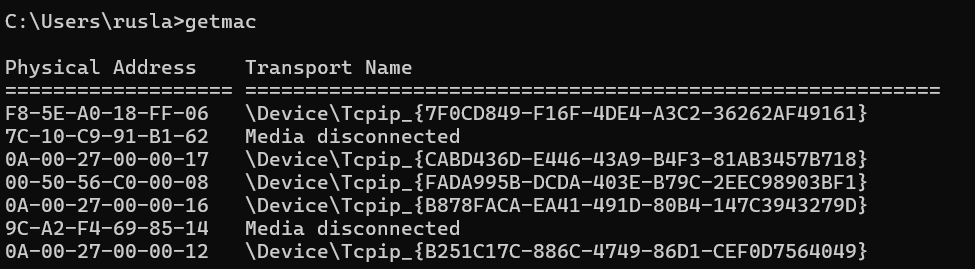 C:\Users\rusla>getmac
Physical Address    Transport Name
=================== ==========================================================
F8-5E-A0-18-FF-06   \Device\Tcpip_{7F0CD849-F16F-4DE4-A3C2-36262AF49161}
7C-10-C9-91-B1-62   Media disconnected
0A-00-27-00-00-17   \Device\Tcpip_{CABD436D-E446-43A9-B4F3-81AB3457B718}
00-50-56-C0-00-08   \Device\Tcpip_{FADA995B-DCDA-403E-B79C-2EEC98903BF1}
0A-00-27-00-00-16   \Device\Tcpip_{B878FACA-EA41-491D-80B4-147C3943279D}
9C-A2-F4-69-85-14   Media disconnected
0A-00-27-00-00-12   \Device\Tcpip_{B251C17C-886C-4749-86D1-CEF0D7564049}